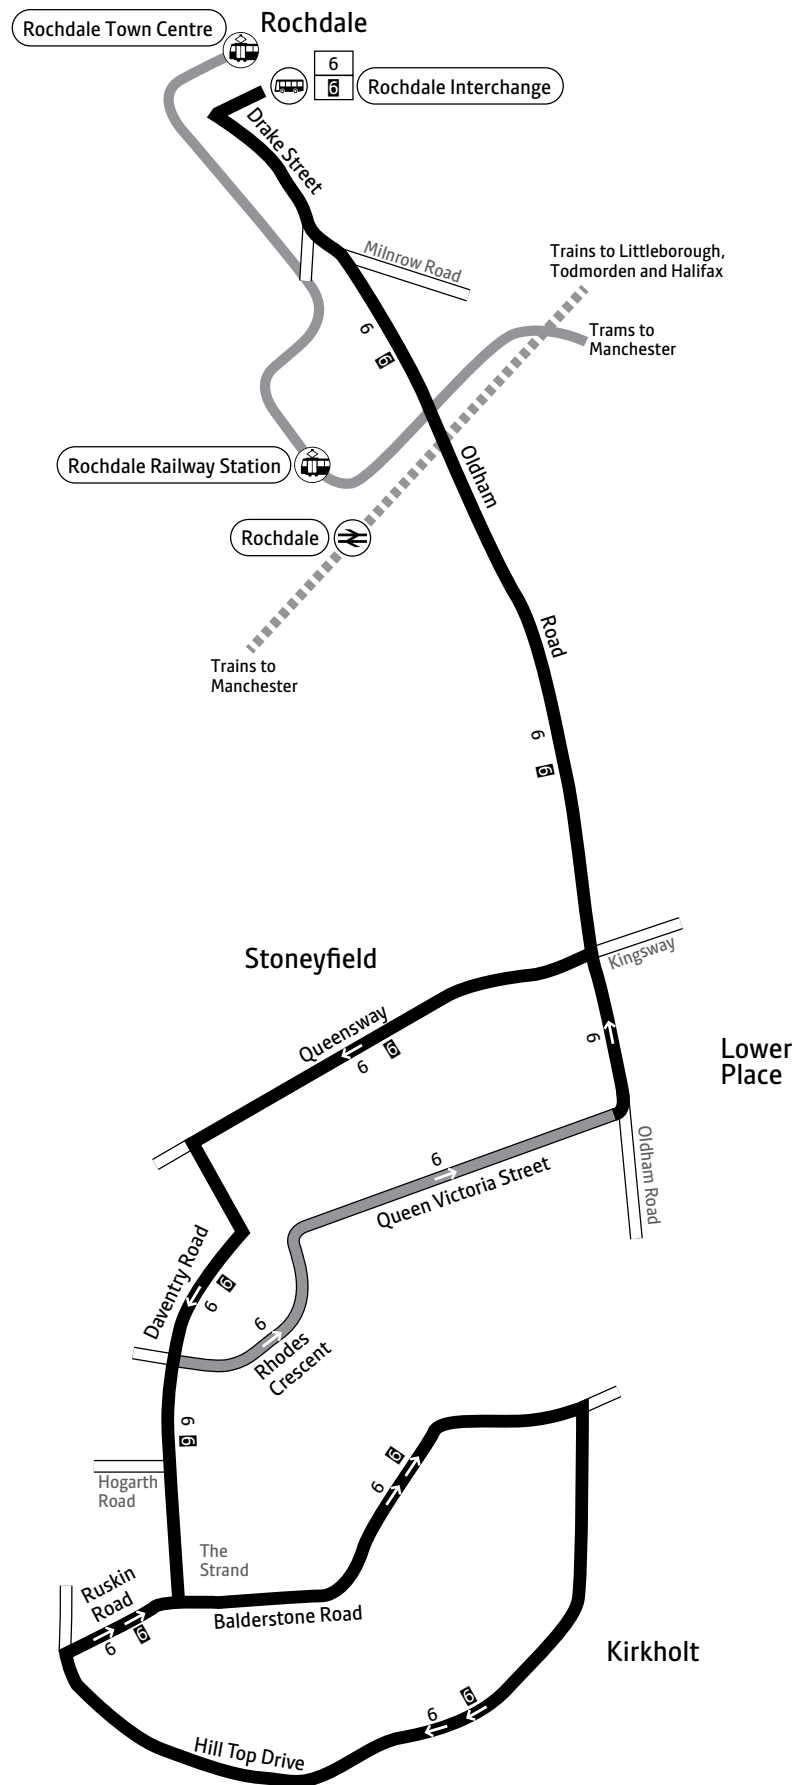 Rochdale Town Centre
Rochdale
6
6
Rochdale Interchange
Drake Street
Milnrow Road
Trains to Littleborough,
Todmorden and Halifax
6
6
Trams to
Manchester
Rochdale Railway Station
Oldham
Rochdale
Road
Trains to
Manchester
6
6
Stoneyfield
Kingsway
Queensway
6
6
6
Lower
Place
6
Queen Victoria Street
Oldham Road
Daventry Road
6
6
6
Rhodes
Crescent
6
6
6
6
Hogarth
Road
The
Strand
Ruskin
Road
6
6
Balderstone Road
Kirkholt
6
6
Hill Top Drive